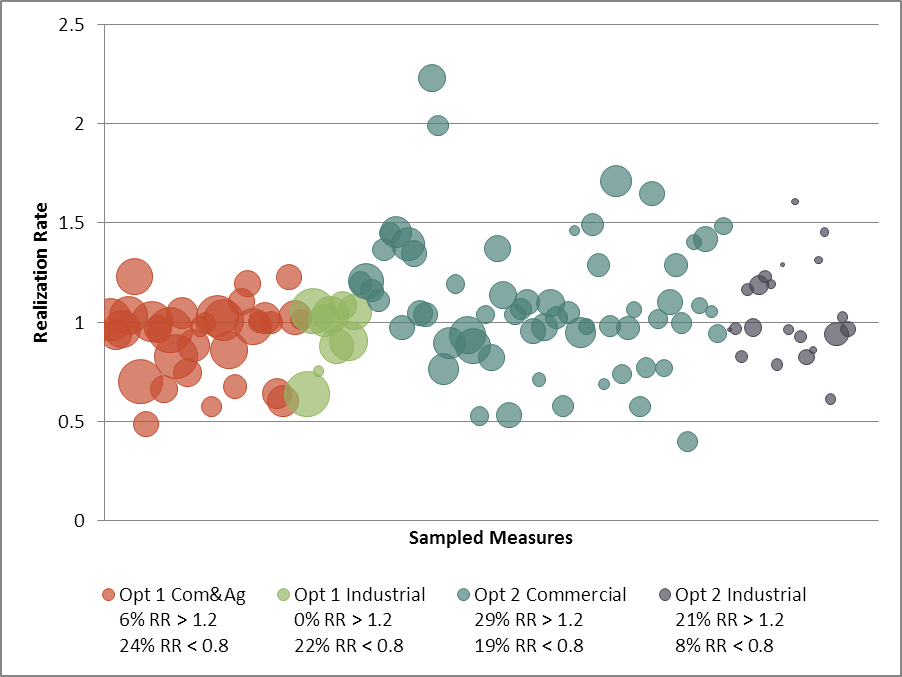 2.5
2
1.5
1
0.5
0
Realization Rate
Sampled Measures
Opt 1 Com&Ag Opt 1 Industrial Opt 2 Commercial Opt 2 Industrial
6% RR > 1.2 0% RR > 1.2 29% RR > 1.2 21% RR > 1.2
24% RR < 0.8 22% RR < 0.8 19% RR < 0.8 8% RR < 0.8